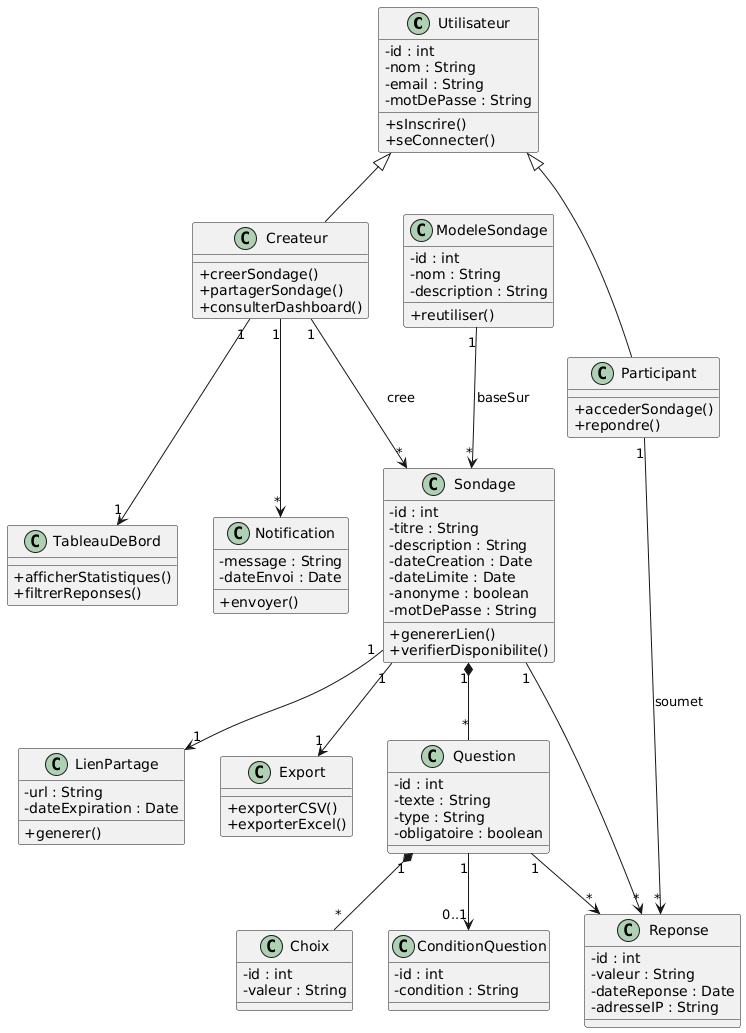 C Utilisateur
-id : int
-nom : String
-email : String
-motDePasse : String
+sInscrire()
+seConnecter()
C Createur
+creerSondage()
+partagerSondage()
+consulterDashboard()
C ModeleSondage
-id : int
-nom : String
-description : String
+reutiliser()
C Participant
+accederSondage()
+repondre()
1
1
1
1
cree
baseSur
1
1
*
*
*
C TableauDeBord
+afficherStatistiques()
+filtrerReponses()
C Notification
-message : String
-dateEnvoi : Date
+envoyer()
C Sondage
-id : int
-titre : String
-description : String
-dateCreation : Date
-dateLimite : Date
-anonyme : boolean
-motDePasse : String
+genererLien()
+verifierDisponibilite()
1
1
1
1
soumet
1
1
*
C LienPartage
-url : String
-dateExpiration : Date
+generer()
C Export
+exporterCSV()
+exporterExcel()
C Question
-id : int
-texte : String
-type : String
-obligatoire : boolean
1
1
1
*
0..1
*
*
*
C Choix
-id : int
-valeur : String
C ConditionQuestion
-id : int
-condition : String
C Reponse
-id : int
-valeur : String
-dateReponse : Date
-adresseIP : String